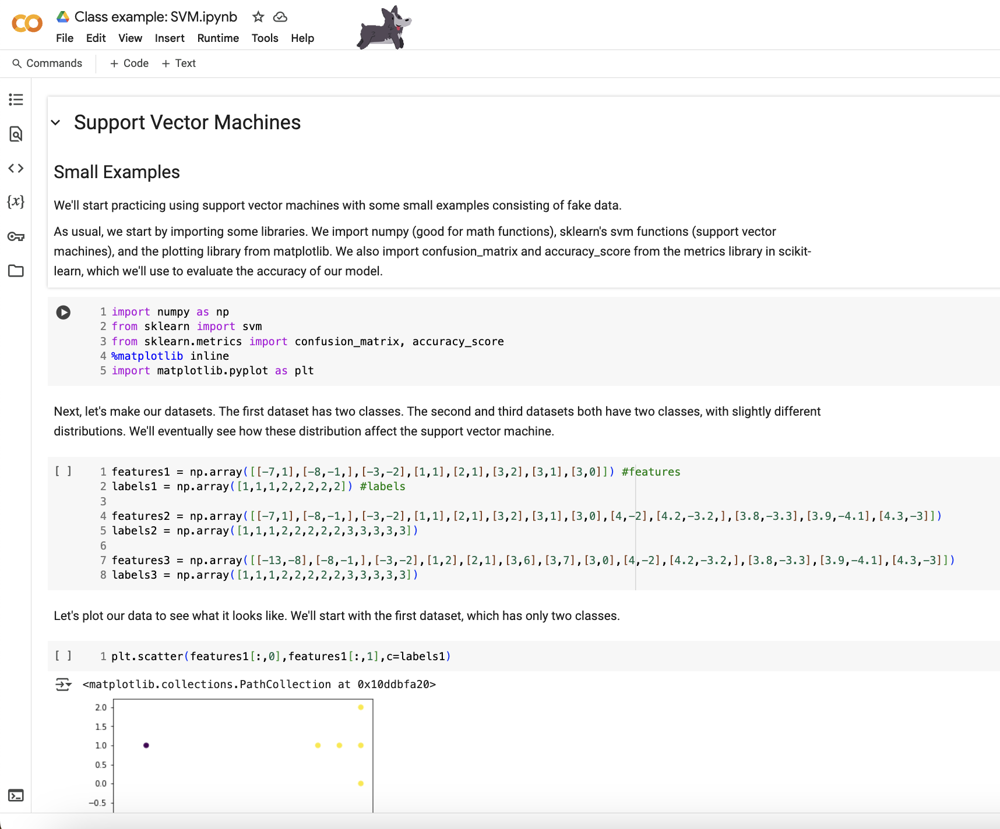 Class example: SVM.ipynb
File Edit View Insert Runtime Tools Help
Commands + Code + Text
Support Vector Machines
Small Examples
We'll start practicing using support vector machines with some small examples consisting of fake data.
As usual, we start by importing some libraries. We import numpy (good for math functions), sklearn's svm functions (support vector
machines), and the plotting library from matplotlib. We also import confusion_matrix and accuracy_score from the metrics library in scikit-
learn, which we'll use to evaluate the accuracy of our model.
1 import numpy as np
2 from sklearn import svm
3 from sklearn.metrics import confusion_matrix, accuracy_score
4 %matplotlib inline
5 import matplotlib.pyplot as plt
Next, let's make our datasets. The first dataset has two classes. The second and third datasets both have two classes, with slightly different
distributions. We'll eventually see how these distribution affect the support vector machine.
[ ] 1 features1 = np.array([[-7,1],[-8,-1,],[-3,-2],[1,1],[2,1],[3,2],[3,1],[3,0]]) #features
2 labels1 = np.array([1,1,1,2,2,2,2,2]) #labels
3
4 features2 = np.array([[-7,1],[-8,-1,],[-3,-2],[1,1],[2,1],[3,2],[3,1],[3,0],[4,-2],[4.2,-3.2,],[3.8,-3.3],[3.9,-4.1],[4.3,-3]])
5 labels2 = np.array([1,1,1,2,2,2,2,2,3,3,3,3,3])
6
7 features3 = np.array([[-13,-8],[-8,-1,],[-3,-2],[1,2],[2,1],[3,6],[3,7],[3,0],[4,-2],[4.2,-3.2,],[3.8,-3.3],[3.9,-4.1],[4.3,-3]])
8 labels3 = np.array([1,1,1,2,2,2,2,2,3,3,3,3,3])
Let's plot our data to see what it looks like. We'll start with the first dataset, which has only two classes.
[ ] 1 plt.scatter(features1[:,0],features1[:,1],c=labels1)
<matplotlib.collections.PathCollection at 0x10ddbfa20>
2.0
1.5
1.0
0.5
0.0
−0.5